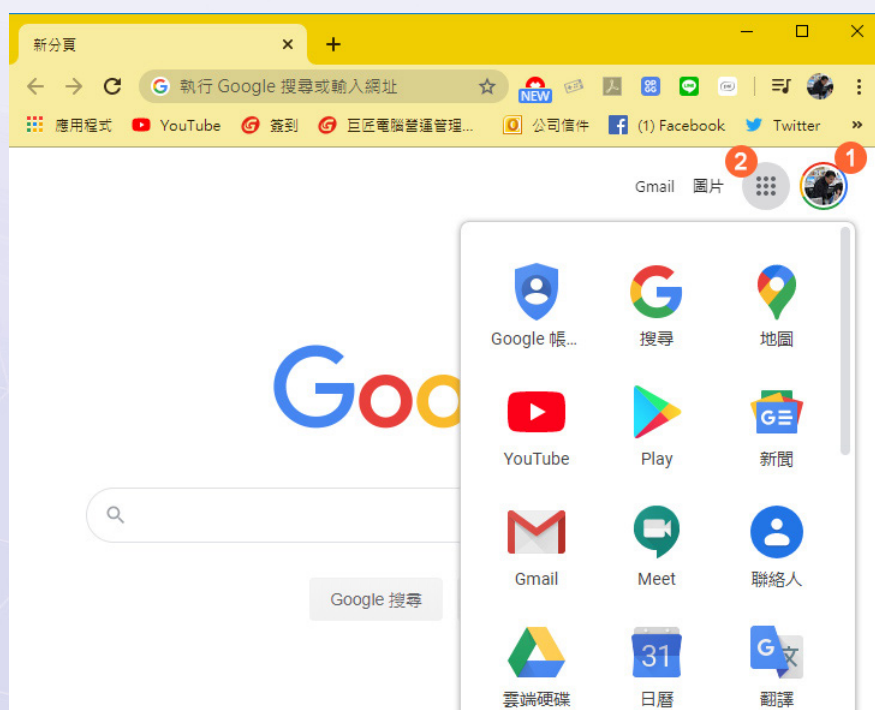 新分頁
執行 Google 搜尋或輸入網址
NEW
應用程式 YouTube 簽到 巨匠電腦營運管理... 公司信件 (1) Facebook Twitter »
2 1
Gmail 圖片
Google 帳... 搜尋 地圖
Goo
YouTube Play 新聞
Gmail Meet 聯絡人
Google 搜尋
31
雲端硬碟 日曆 翻譯